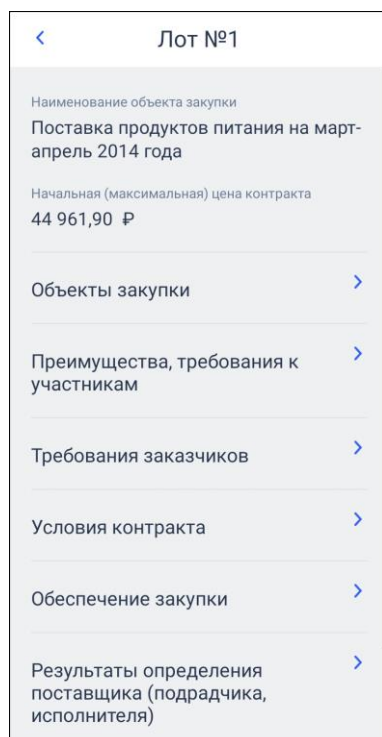 Лот №1
Наименование объекта закупки
Поставка продуктов питания на март-
апрель 2014 года
Начальная (максимальная) цена контракта
44 961,90 ₽
Объекты закупки
Преимущества, требования к
участникам
Требования заказчиков
Условия контракта
Обеспечение закупки
Результаты определения
поставщика (подрадчика,
исполнителя)